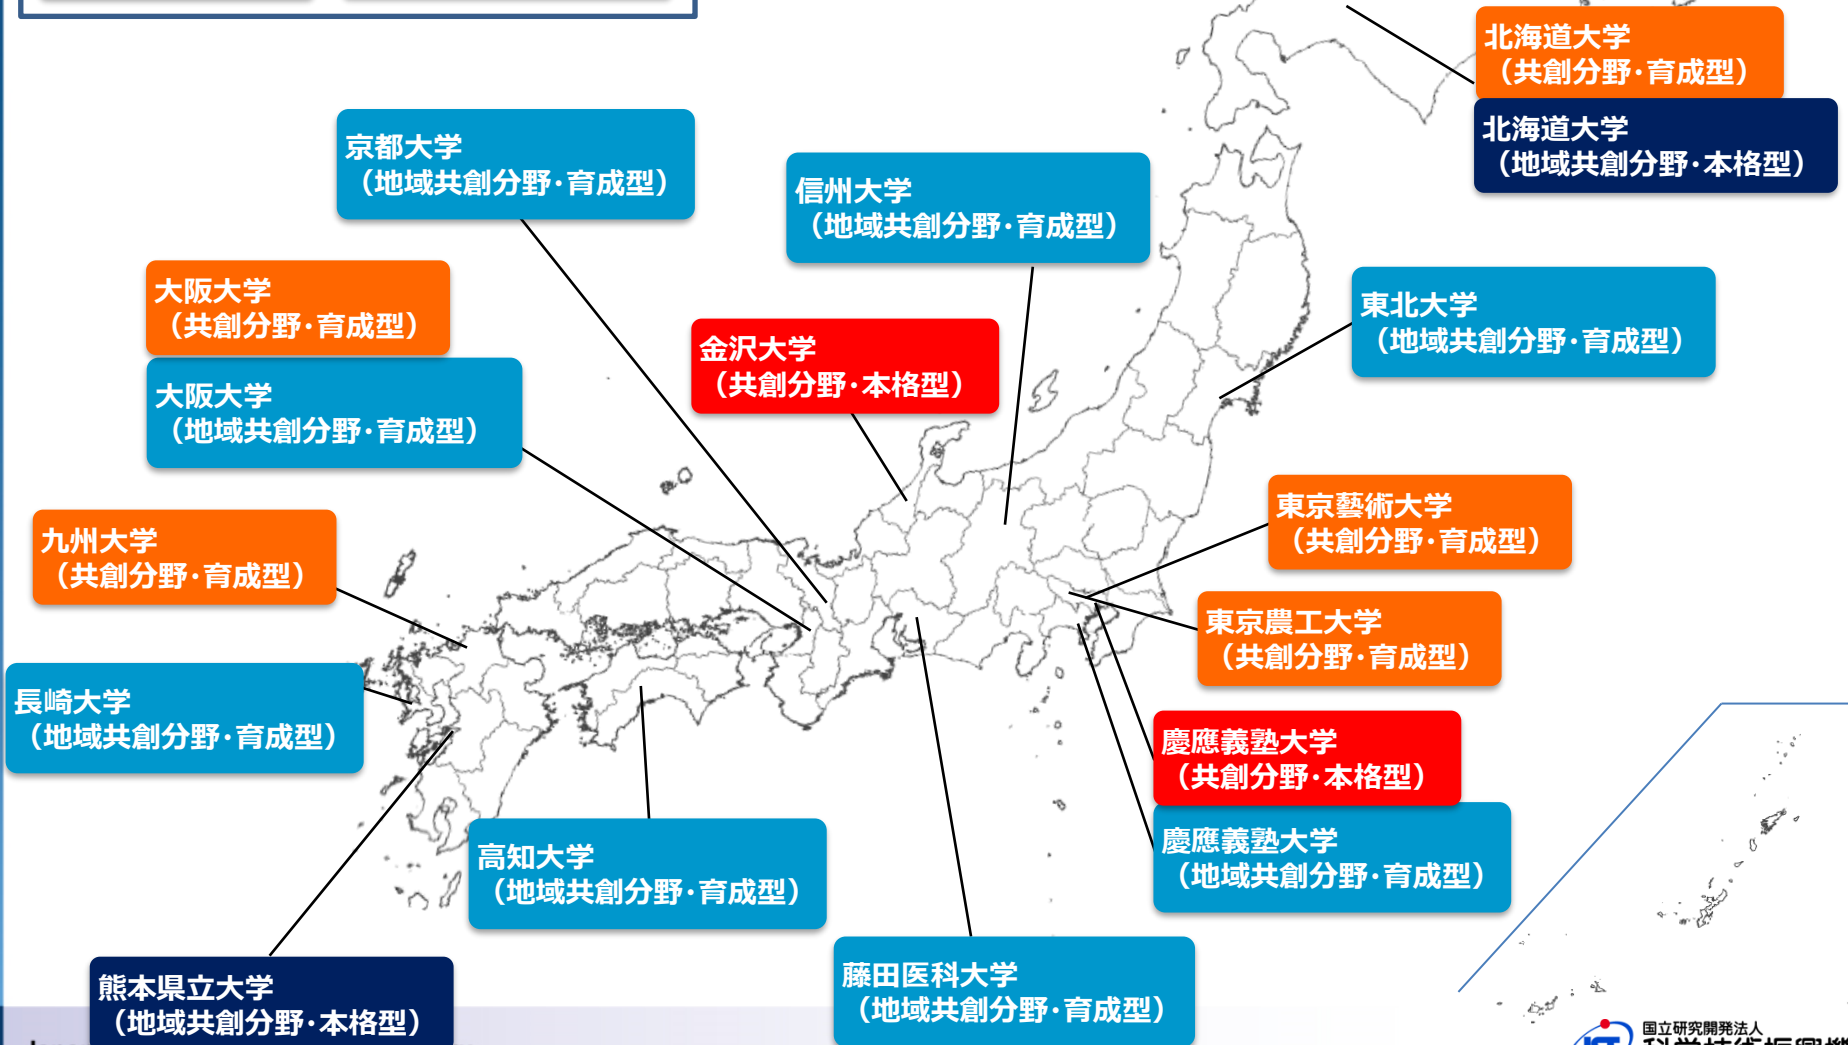 北海道大学
（共創分野・育成型）
北海道大学
（地域共創分野・本格型）
京都大学
（地域共創分野・育成型）
信州大学
（地域共創分野・育成型）
大阪大学
（共創分野・育成型）
大阪大学
（地域共創分野・育成型）
金沢大学
（共創分野・本格型）
東北大学
（地域共創分野・育成型）
九州大学
（共創分野・育成型）
東京藝術大学
（共創分野・育成型）
東京農工大学
（共創分野・育成型）
長崎大学
（地域共創分野・育成型）
慶應義塾大学
（共創分野・本格型）
慶應義塾大学
（地域共創分野・育成型）
高知大学
（地域共創分野・育成型）
藤田医科大学
（地域共創分野・育成型）
熊本県立大学
（地域共創分野・本格型）
国立研究開発法人
科学技術振興機